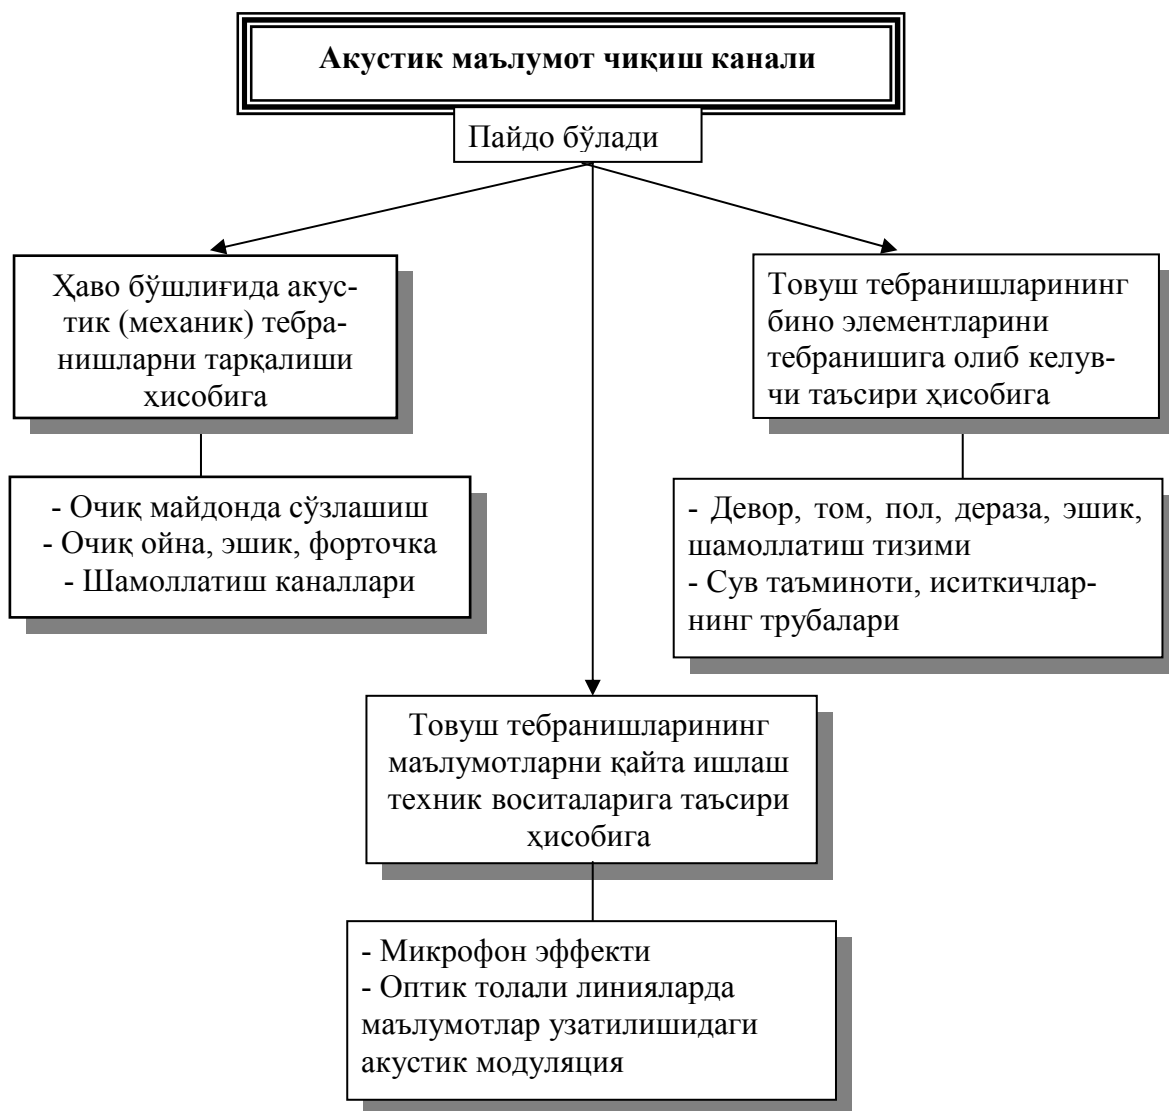 Акустик маълумот чиқиш канали
Пайдо бўлади
Ҳаво бўшлиғида акус-
тик (механик) тебра-
нишларни тарқалиши
ҳисобига
Товуш тебранишларининг
бино элементларини
тебранишига олиб келув-
чи таъсири ҳисобига
- Очиқ майдонда сўзлашиш
- Очиқ ойна, эшик, форточка
- Шамоллатиш каналлари
- Девор, том, пол, дераза, эшик,
шамоллатиш тизими
- Сув таъминоти, иситкичлар-
нинг трубалари
Товуш тебранишларининг
маълумотларни қайта ишлаш
техник воситаларига таъсири
ҳисобига
- Микрофон эффекти
- Оптик толали линияларда
маълумотлар узатилишидаги
акустик модуляция